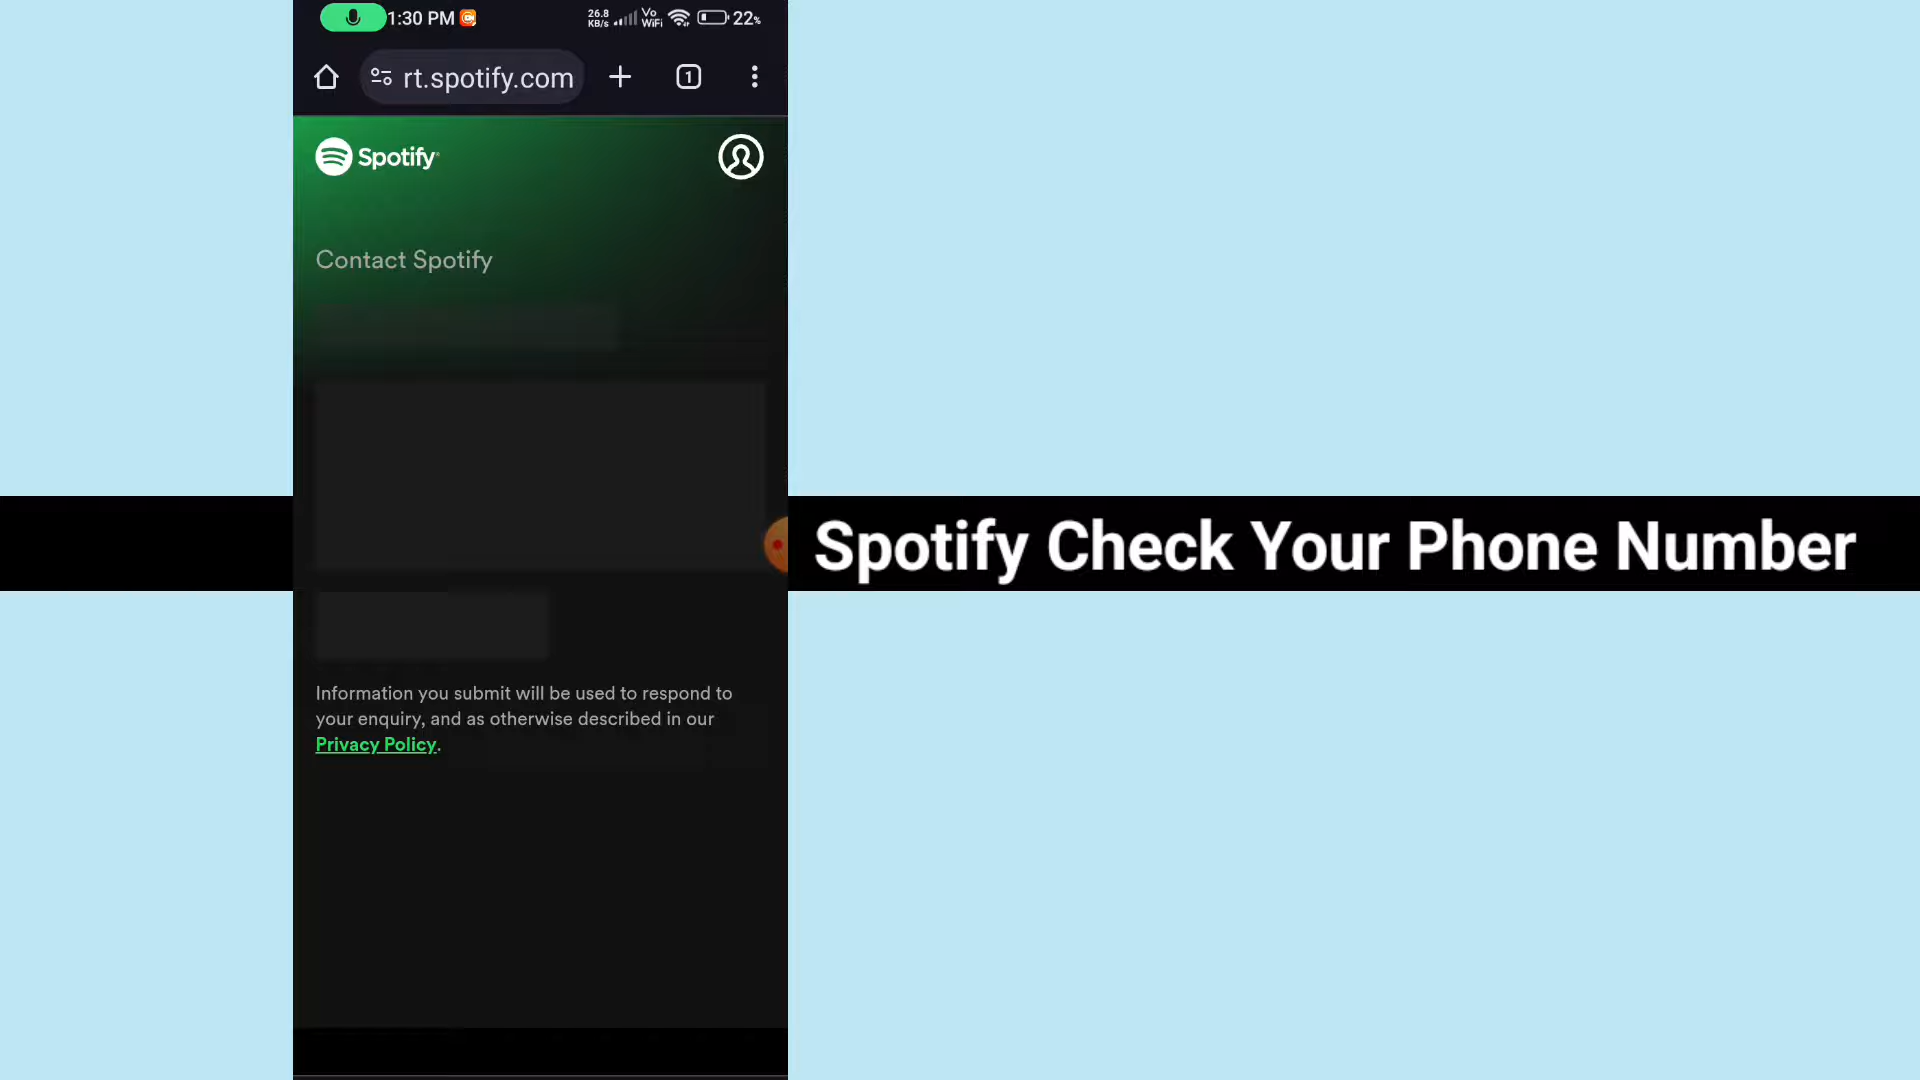 1:30 PM
26.8 KB/s
Vo WiFi
22%
rt.spotify.com
1
Spotify
Contact Spotify
Spotify Check Your Phone Number
Information you submit will be used to respond to
your enquiry, and as otherwise described in our
Privacy Policy.